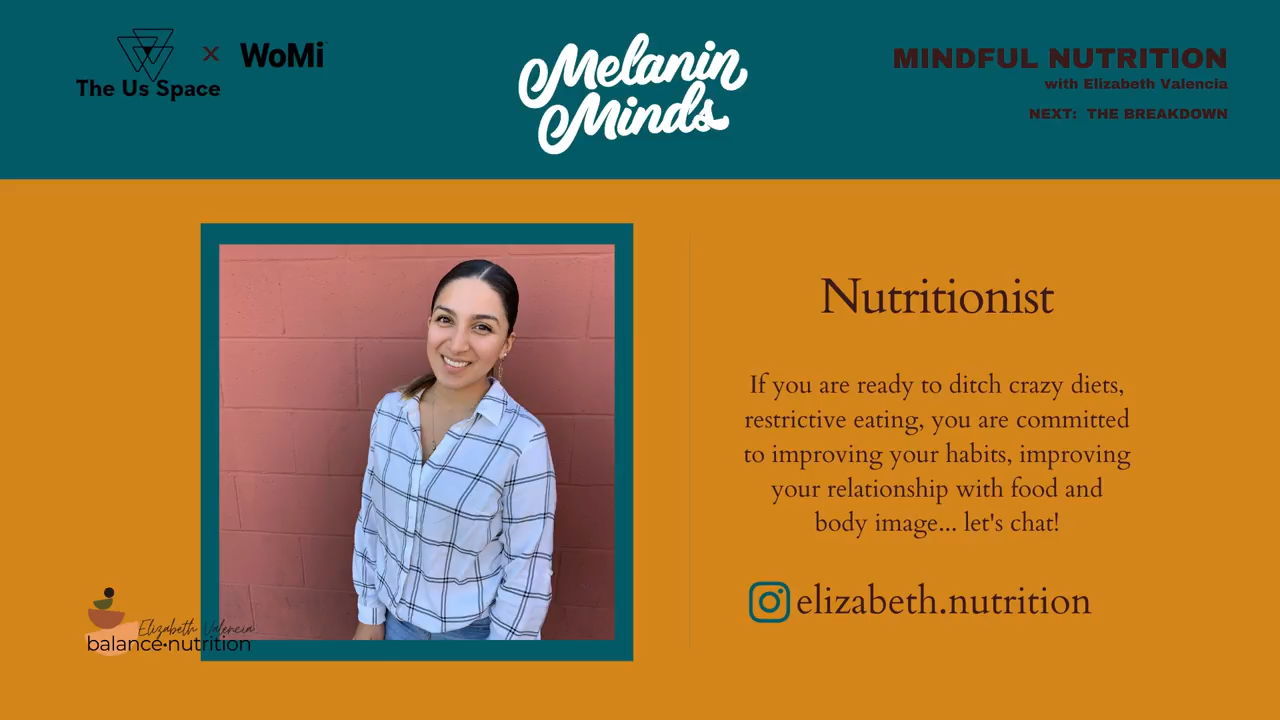 The Us Space
× WoMi
Melanin
Minds
MINDFUL NUTRITION
with Elizabeth Valencia
NEXT: THE BREAKDOWN
Nutritionist
If you are ready to ditch crazy diets,
restrictive eating, you are committed
to improving your habits, improving
your relationship with food and
body image... let's chat!
elizabeth.nutrition
Elizabeth Valencia
balance•nutrition